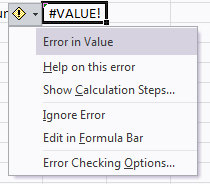 ur
#VALUE!
Error in Value
Help on this error
Show Calculation Steps...
Ignore Error
Edit in Formula Bar
Error Checking Options...